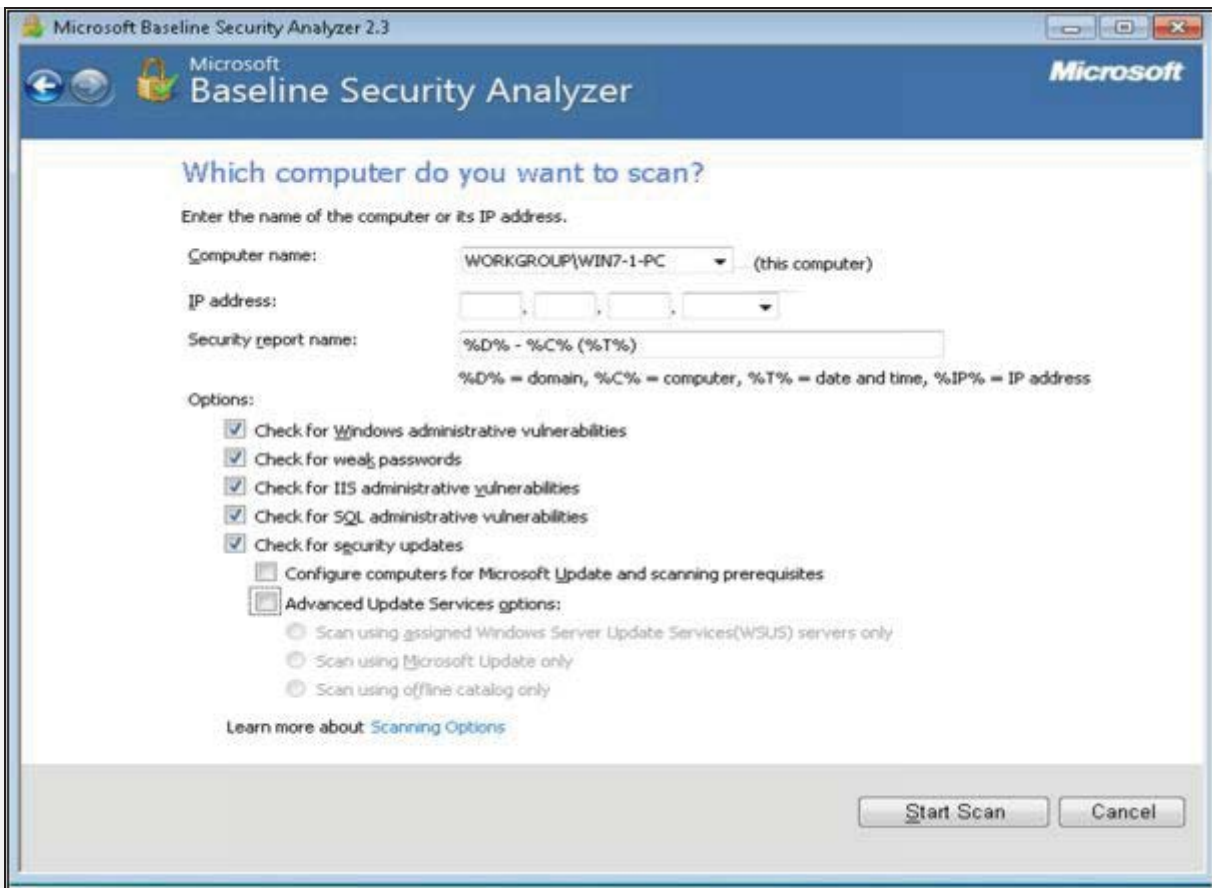 Microsoft Baseline Security Analyzer 2.3
Microsoft
Baseline Security Analyzer
Microsoft
Which computer do you want to scan?
Enter the name of the computer or its IP address.
Computer name: WORKGROUP\WIN7-1-PC (this computer)
IP address: , , ,
Security report name: %D% - %C% (%T%)
%D% = domain, %C% = computer, %T% = date and time, %IP% = IP address
Options:
Check for Windows administrative vulnerabilities
Check for weak passwords
Check for IIS administrative vulnerabilities
Check for SQL administrative vulnerabilities
Check for security updates
Configure computers for Microsoft Update and scanning prerequisites
Advanced Update Services options:
Scan using assigned Windows Server Update Services(WSUS) servers only
Scan using Microsoft Update only
Scan using offline catalog only
Learn more about Scanning Options
Start Scan Cancel